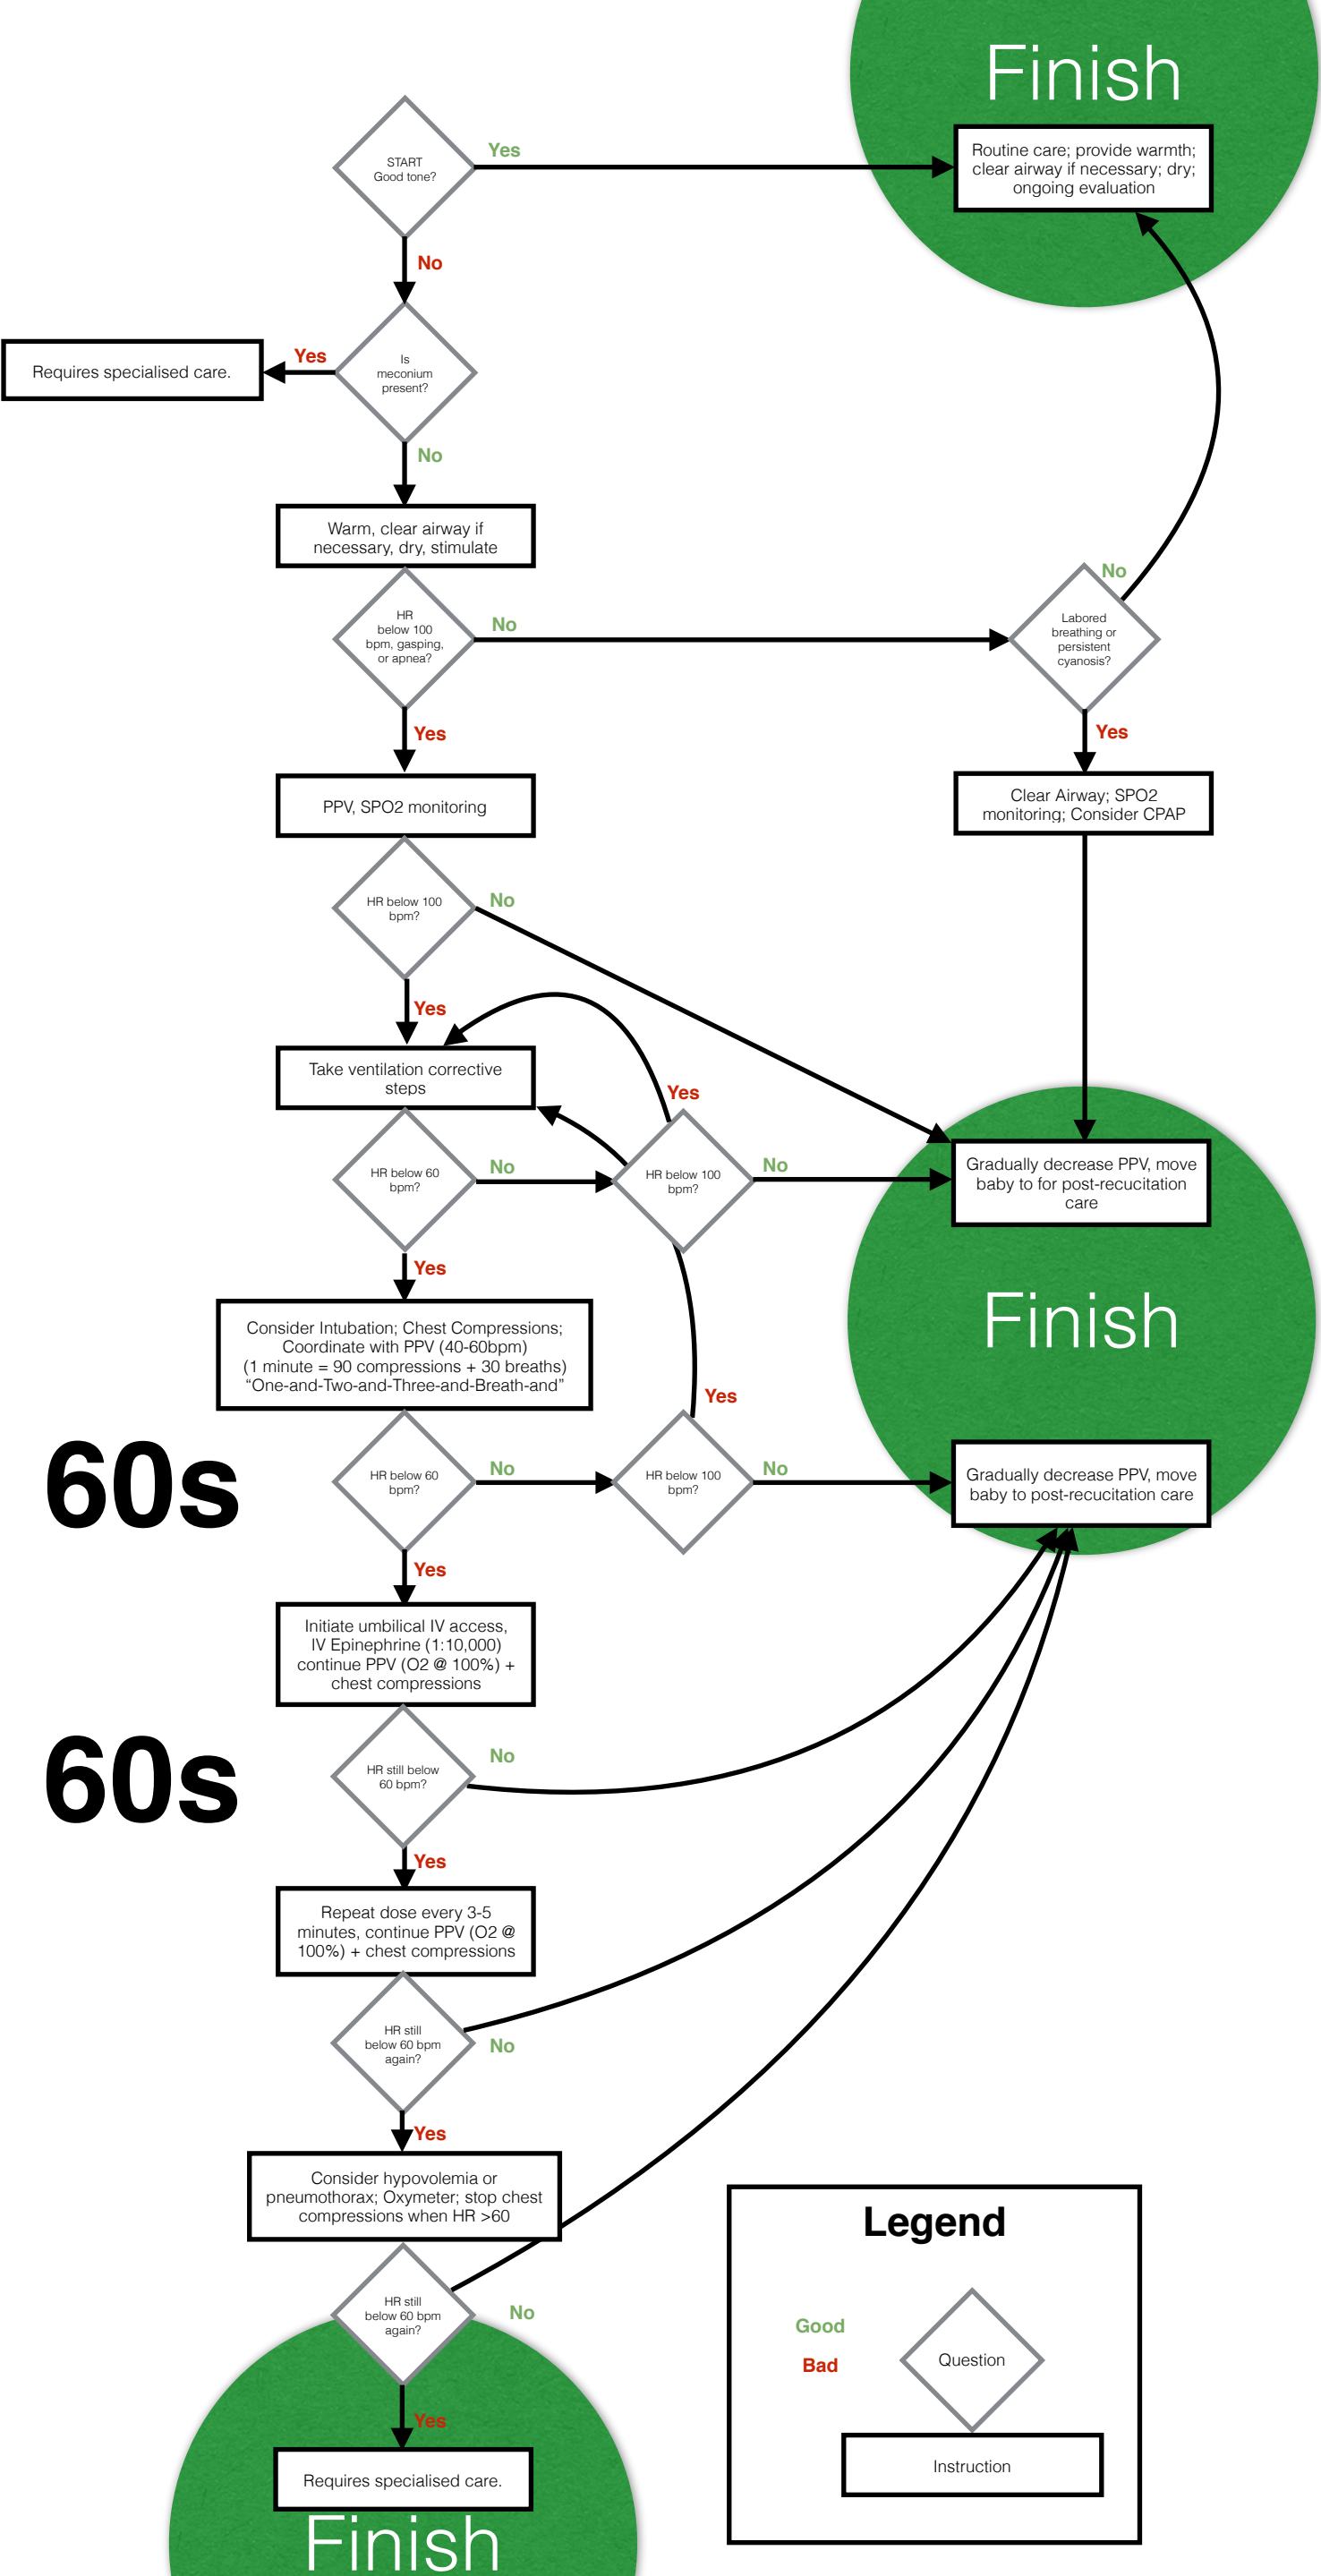 Finish
START
Good tone?
Yes
Routine care; provide warmth;
clear airway if necessary; dry;
ongoing evaluation
No
Requires specialised care.
Yes
Is
meconium
present?
No
Warm, clear airway if
necessary, dry, stimulate
HR
below 100
bpm, gasping,
or apnea?
No
No
Labored
breathing or
persistent
cyanosis?
Yes
Yes
PPV, SPO2 monitoring
Clear Airway; SPO2
monitoring; Consider CPAP
HR below 100
bpm?
No
Yes
Take ventilation corrective
steps
Yes
HR below 60
bpm?
No
HR below 100
bpm?
No
Gradually decrease PPV, move
baby to for post-recucitation
care
Yes
Finish
Consider Intubation; Chest Compressions;
Coordinate with PPV (40-60bpm)
(1 minute = 90 compressions + 30 breaths)
“One-and-Two-and-Three-and-Breath-and”
Yes
60s
HR below 60
bpm?
No
HR below 100
bpm?
No
Gradually decrease PPV, move
baby to post-recucitation care
Yes
Initiate umbilical IV access,
IV Epinephrine (1:10,000)
continue PPV (O2 @ 100%) +
chest compressions
60s
HR still below
60 bpm?
No
Yes
Repeat dose every 3-5
minutes, continue PPV (O2 @
100%) + chest compressions
HR still
below 60 bpm
again?
No
Yes
Consider hypovolemia or
pneumothorax; Oxymeter; stop chest
compressions when HR >60
HR still
below 60 bpm
again?
No
Yes
Requires specialised care.
Finish
Legend
Good
Bad
Question
Instruction